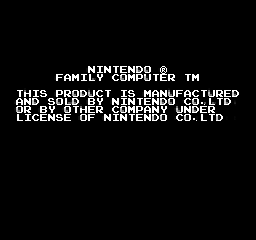 NINTENDO ®
FAMILY COMPUTER TM
THIS PRODUCT IS MANUFACTURED
AND SOLD BY NINTENDO CO.,LTD.
OR BY OTHER COMPANY UNDER
LICENSE OF NINTENDO CO.,LTD.